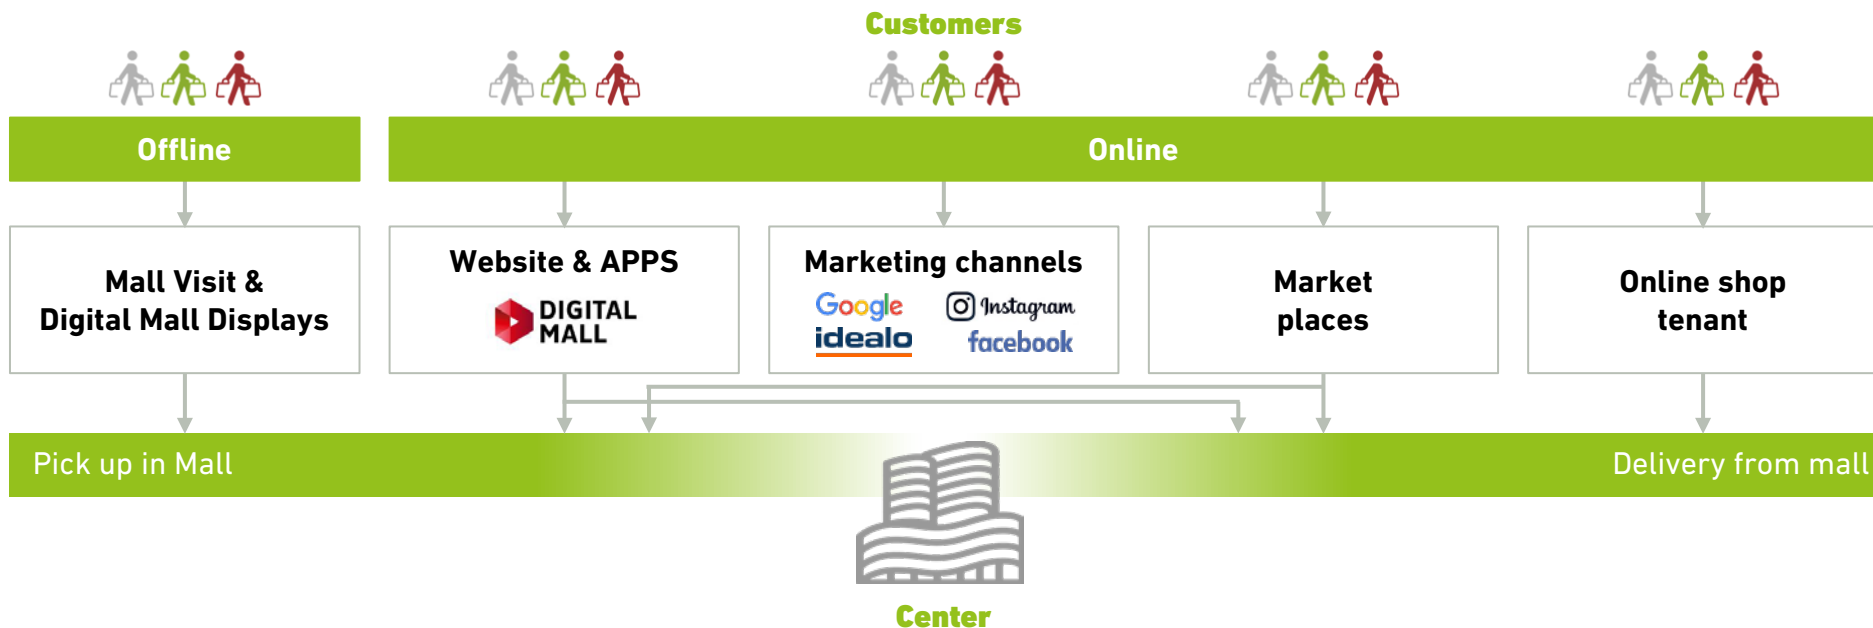 Customers
Offline
Online
Mall Visit &
Digital Mall Displays
Website & APPS
DIGITAL
MALL
Marketing channels
Google
Instagram
idealo
facebook
Market
places
Online shop
tenant
Pick up in Mall
Delivery from mall
Center